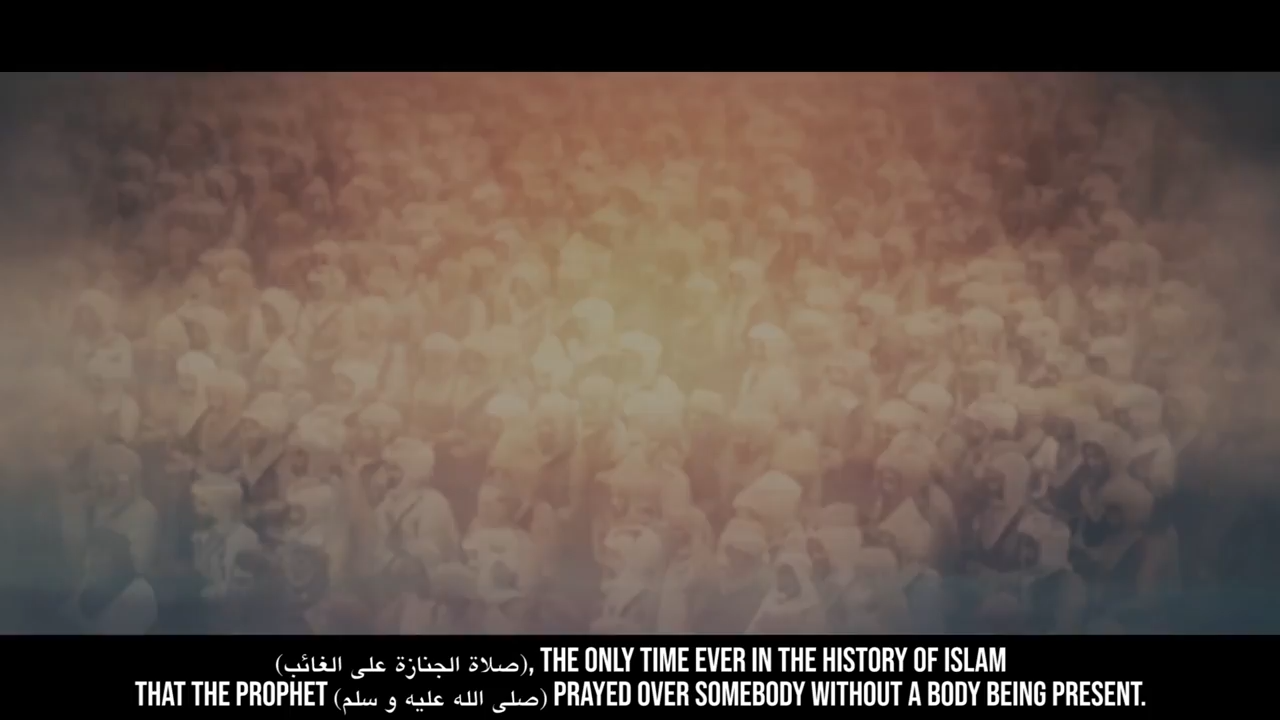 (صلاة الجنازة على الغائب), THE ONLY TIME EVER IN THE HISTORY OF ISLAM
THAT THE PROPHET (صلى الله عليه و سلم) PRAYED OVER SOMEBODY WITHOUT A BODY BEING PRESENT.